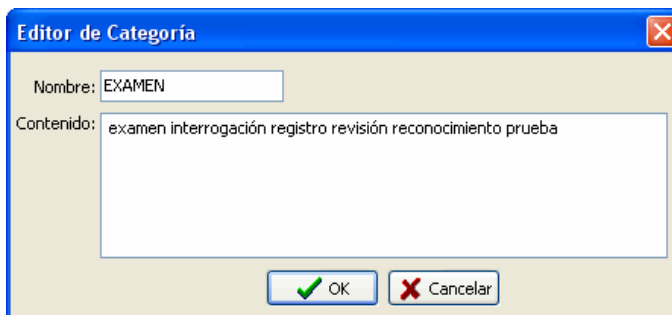 Editor de Categoría
Nombre: EXAMEN
Contenido: examen interrogación registro revisión reconocimiento prueba
OK Cancelar